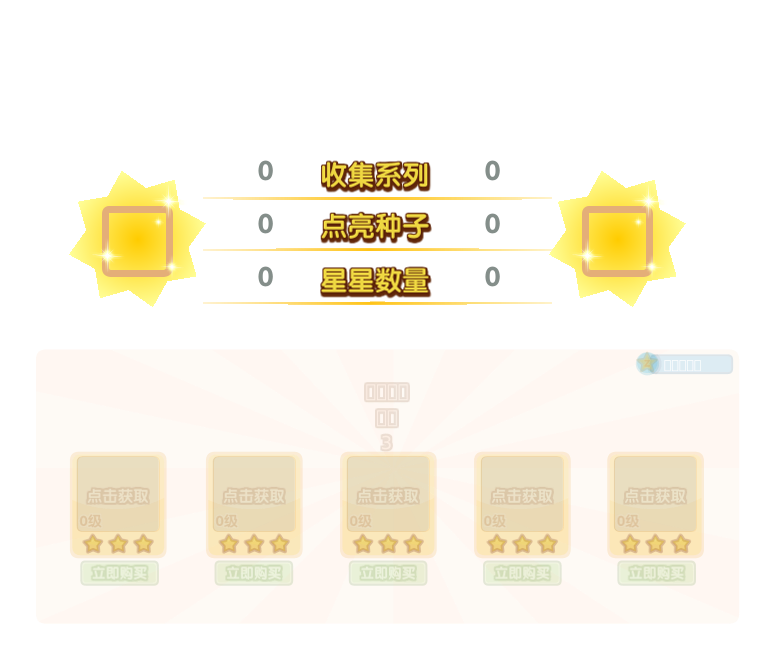 0 收集系列 0
0 点亮种子 0
0 星星数量 0
3
点击获取 点击获取 点击获取 点击获取 点击获取
0级 0级 0级 0级 0级
立即购买 立即购买 立即购买 立即购买 立即购买